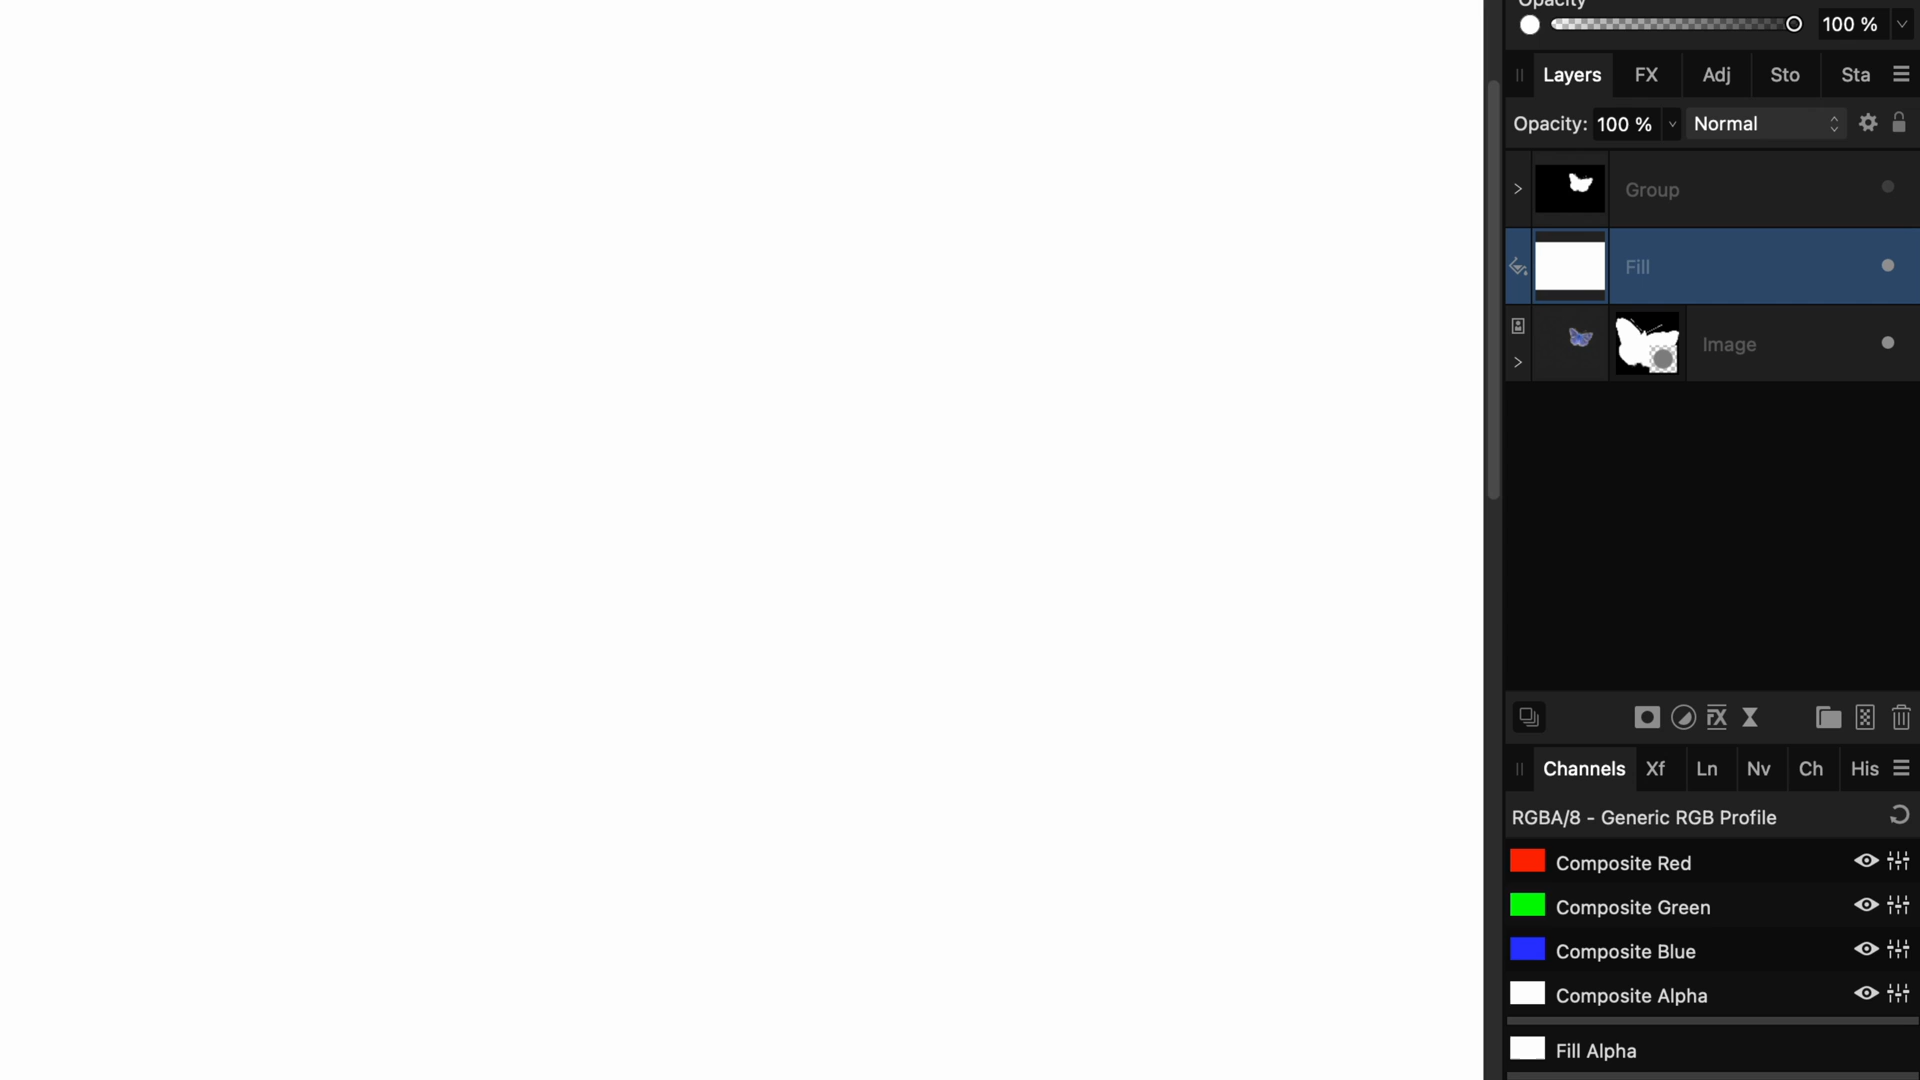 Opacity
100 %
Layers FX Adj Sto Sta
Opacity: 100 % Normal
Group
Fill
Image
FX
Channels Xf Ln Nv Ch His
RGBA/8 - Generic RGB Profile
Composite Red
Composite Green
Composite Blue
Composite Alpha
Fill Alpha